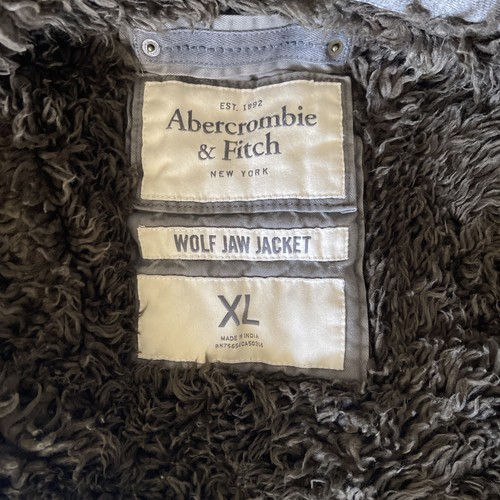 EST. 1892
Abercrombie
& Fitch
NEW YORK
WOLF JAW JACKET
XL
MADE IN INDIA